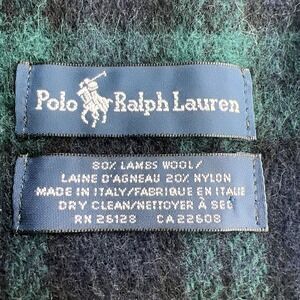 Polo Ralph Lauren
80% LAMBS WOOL/
LAINE D'AGNEAU 20% NYLON
MADE IN ITALY/FABRIQUE EN ITALIE
DRY CLEAN/NETTOYER À SEC
RN 26128 CA 22608